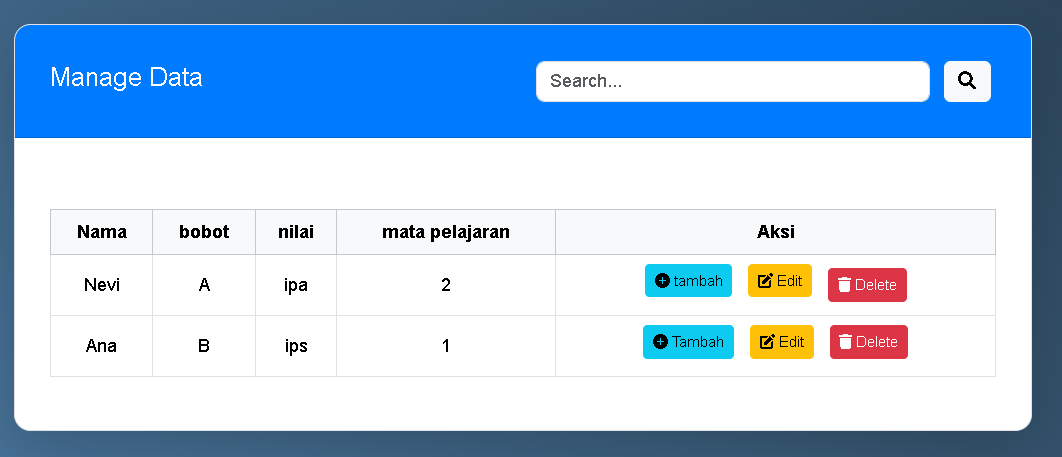 Manage Data Search...
Nama bobot nilai mata pelajaran Aksi
Nevi A ipa 2 tambah Edit Delete
Ana B ips 1 Tambah Edit Delete